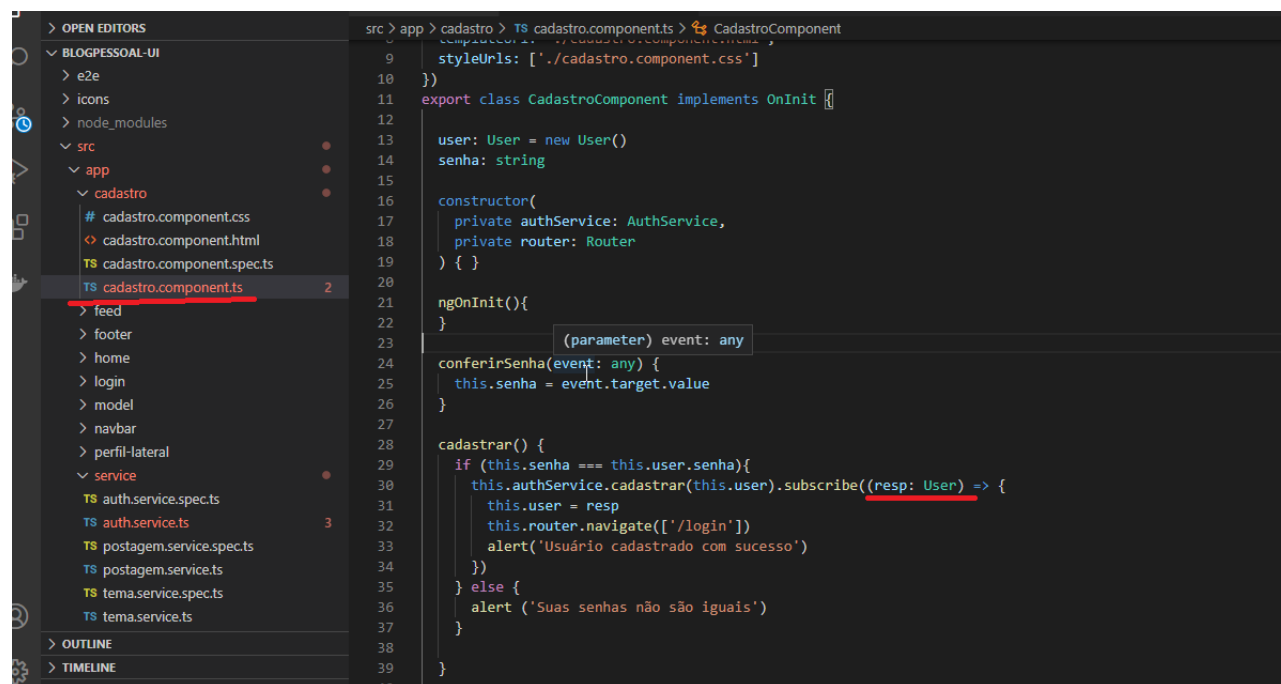 OPEN EDITORS
BLOGPESSOAL-UI
e2e
icons
node_modules
src
app
cadastro
# cadastro.component.css
<> cadastro.component.html
TS cadastro.component.spec.ts
TS cadastro.component.ts 2
feed
footer
home
login
model
navbar
perfil-lateral
service
TS auth.service.spec.ts
TS auth.service.ts 3
TS postagem.service.spec.ts
TS postagem.service.ts
TS tema.service.spec.ts
TS tema.service.ts
OUTLINE
TIMELINE
src > app > cadastro > TS cadastro.component.ts > CadastroComponent
9 styleUrls: ['./cadastro.component.css']
10 })
11 export class CadastroComponent implements OnInit {
12
13 user: User = new User()
14 senha: string
15
16 constructor(
17 private authService: AuthService,
18 private router: Router
19 ) { }
20
21 ngOnInit(){
22 }
23
(parameter) event: any
24 conferirSenha(event: any) {
25 this.senha = event.target.value
26 }
27
28 cadastrar() {
29 if (this.senha === this.user.senha){
30 this.authService.cadastrar(this.user).subscribe((resp: User) => {
31 this.user = resp
32 this.router.navigate(['/login'])
33 alert('Usuário cadastrado com sucesso')
34 })
35 } else {
36 alert ('Suas senhas não são iguais')
37 }
38
39 }